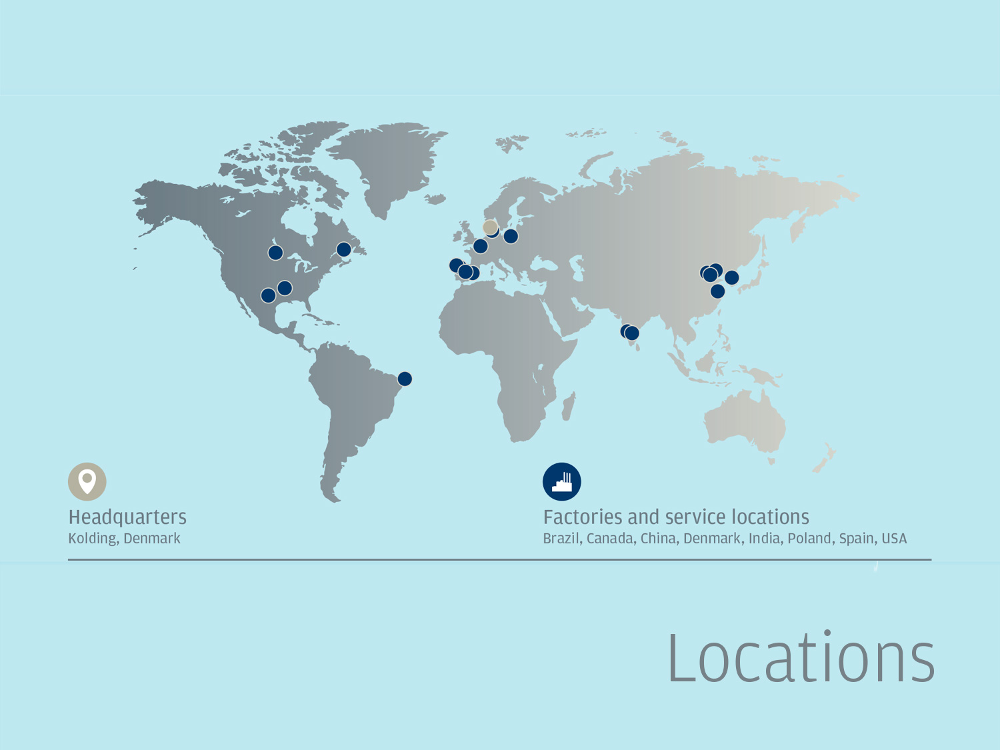 Headquarters
Kolding, Denmark
Factories and service locations
Brazil, Canada, China, Denmark, India, Poland, Spain, USA
Locations